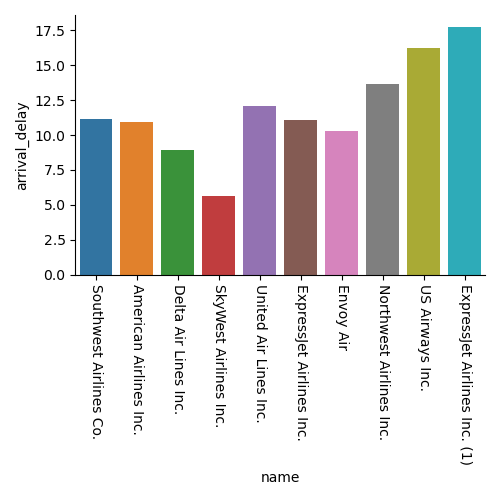 17.5
15.0
12.5
10.0
7.5
5.0
2.5
0.0
arrival_delay
Southwest Airlines Co.
American Airlines Inc.
Delta Air Lines Inc.
SkyWest Airlines Inc.
United Air Lines Inc.
ExpressJet Airlines Inc.
Envoy Air
Northwest Airlines Inc.
US Airways Inc.
ExpressJet Airlines Inc. (1)
name